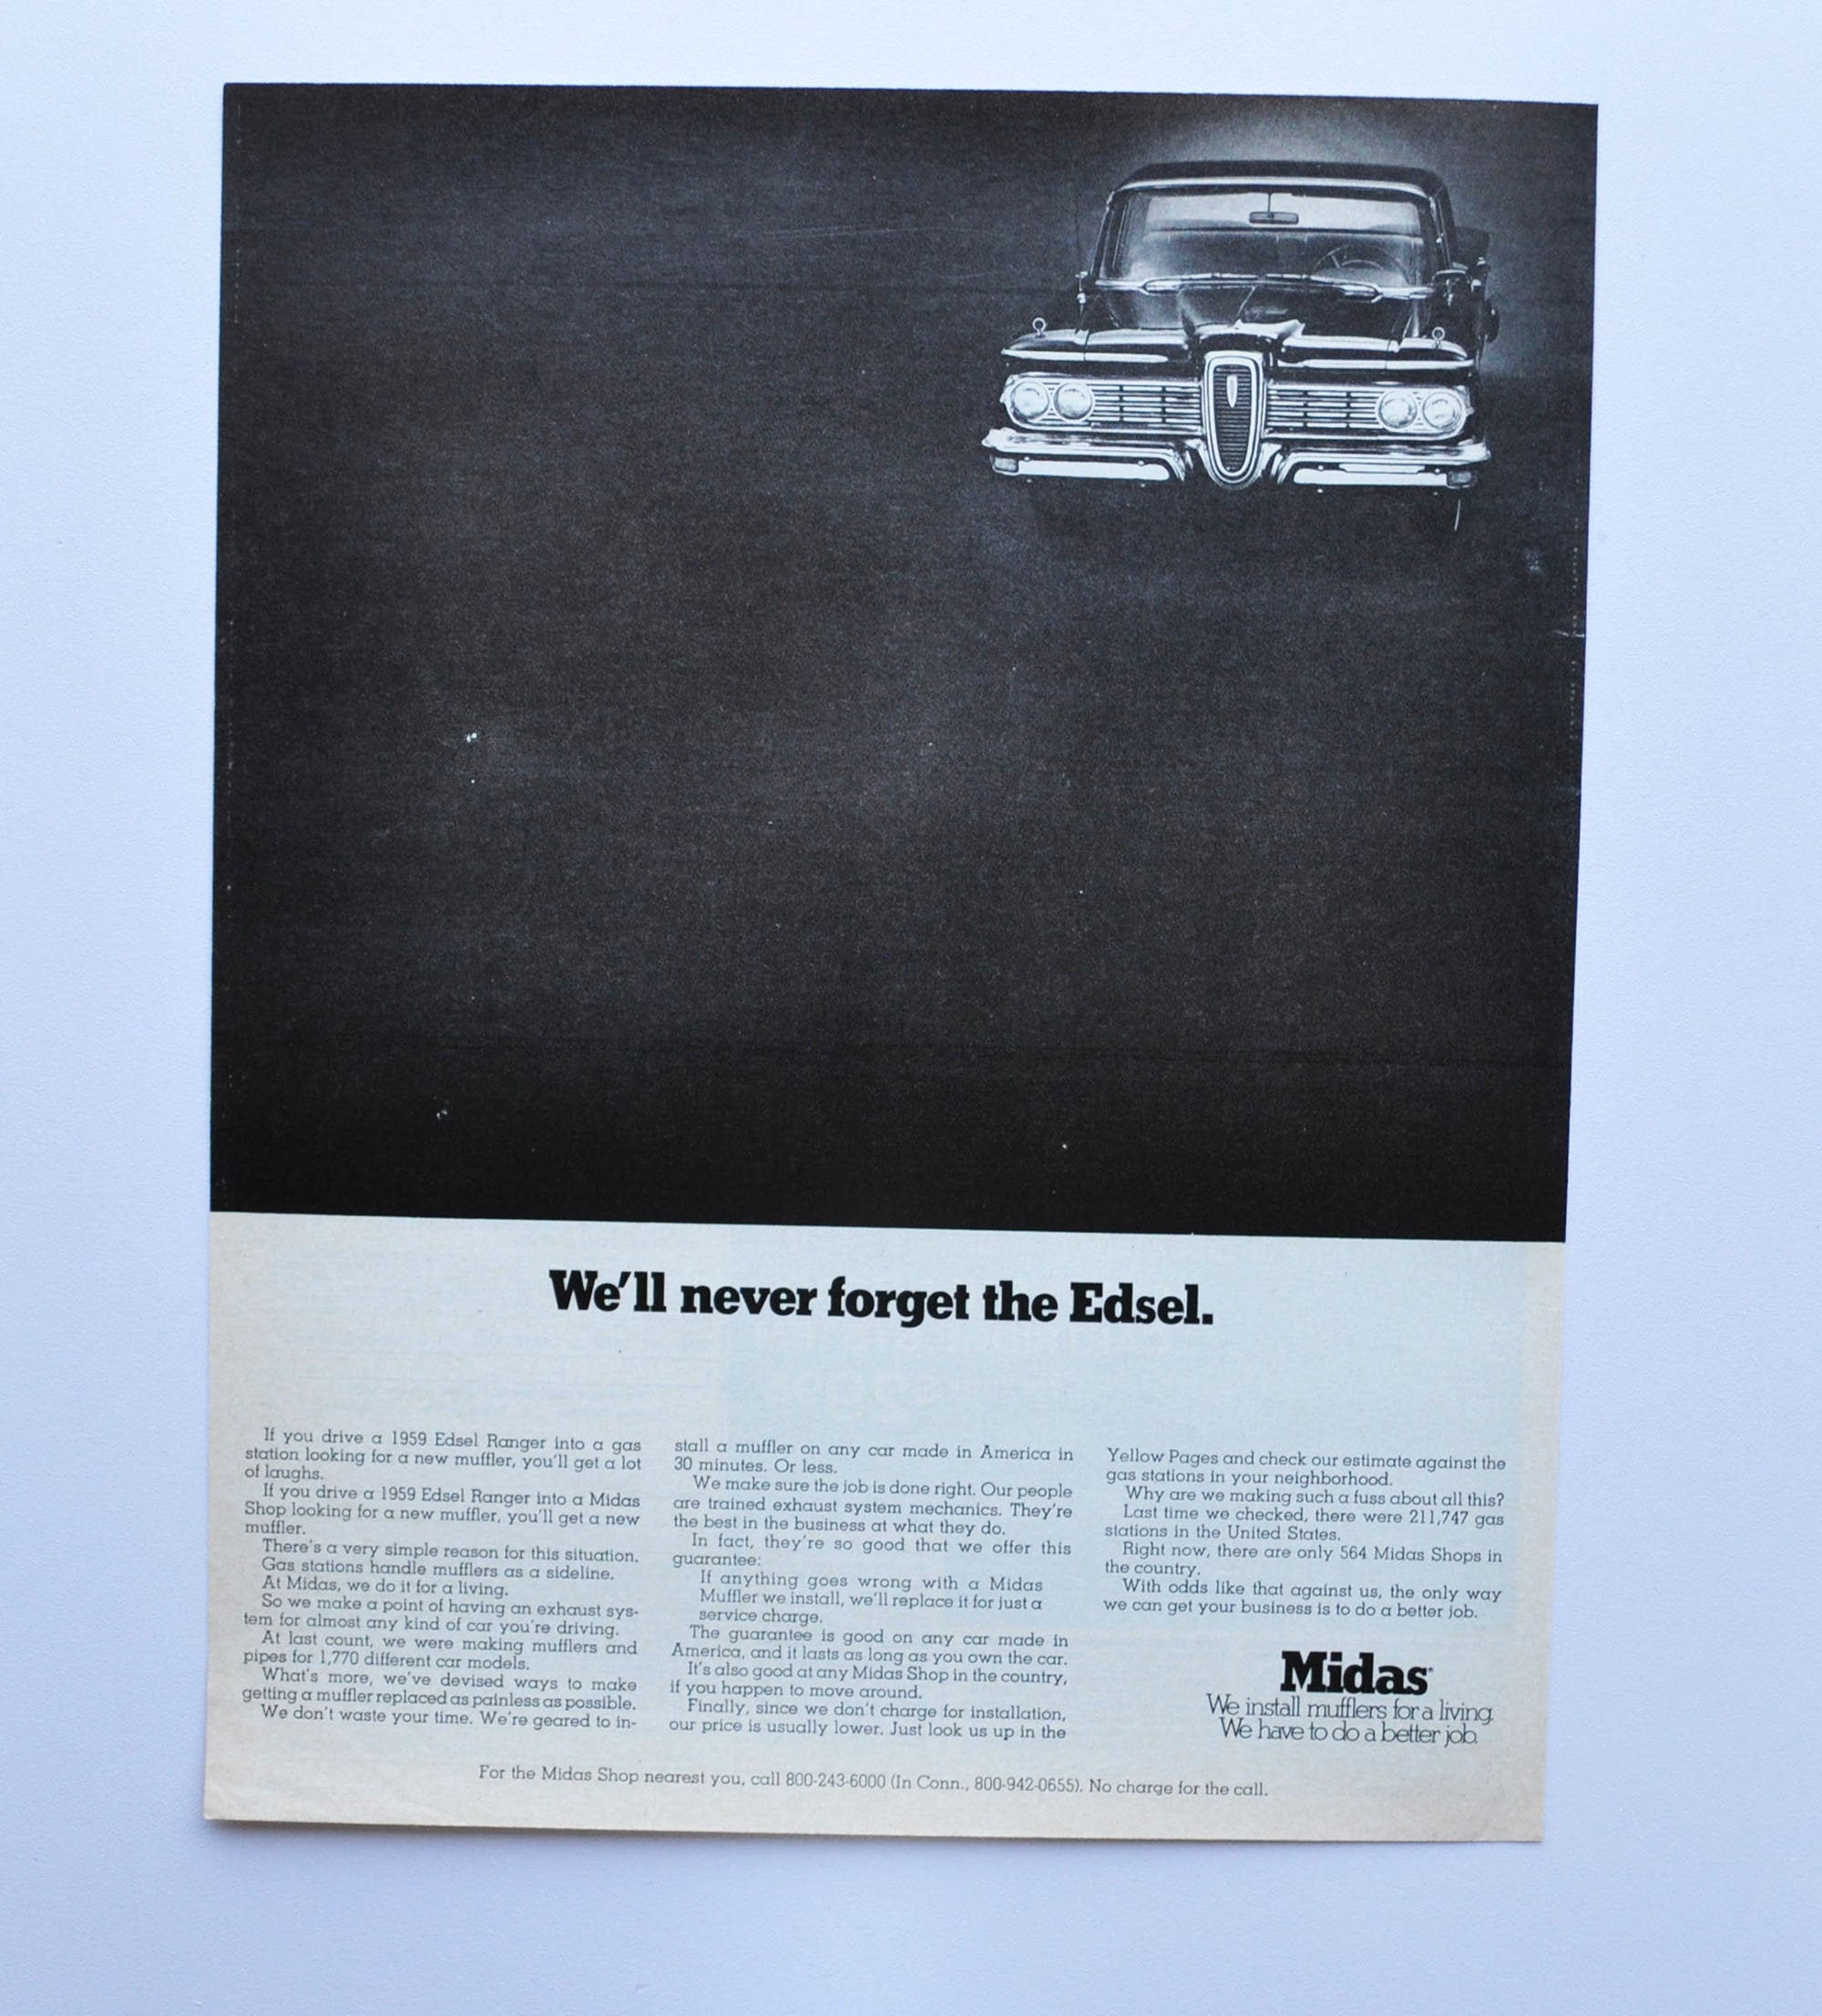 We'll never forget the Edsel.
If you drive a 1959 Edsel Ranger into a gas
station looking for a new muffler, you'll get a lot
of laughs.
If you drive a 1959 Edsel Ranger into a Midas
Shop looking for a new muffler, you'll get a new
muffler.
There's a very simple reason for this situation.
Gas stations handle mufflers as a sideline.
At Midas, we do it for a living.
So we make a point of having an exhaust sys-
tem for almost any kind of car you're driving.
At last count, we were making mufflers and
pipes for 1,770 different car models.
What's more, we've devised ways to make
getting a muffler replaced as painless as possible.
We don't waste your time. We're geared to in-
stall a muffler on any car made in America in
30 minutes. Or less.
We make sure the job is done right. Our people
are trained exhaust system mechanics. They're
the best in the business at what they do.
In fact, they're so good that we offer this
guarantee:
If anything goes wrong with a Midas
Muffler we install, we'll replace it for just a
service charge.
The guarantee is good on any car made in
America, and it lasts as long as you own the car.
It's also good at any Midas Shop in the country,
if you happen to move around.
Finally, since we don't charge for installation,
our price is usually lower. Just look us up in the
Yellow Pages and check our estimate against the
gas stations in your neighborhood.
Why are we making such a fuss about all this?
Last time we checked, there were 211,747 gas
stations in the United States.
Right now, there are only 564 Midas Shops in
the country.
With odds like that against us, the only way
we can get your business is to do a better job.
Midas
We install mufflers for a living.
We have to do a better job.
For the Midas Shop nearest you, call 800-243-6000 (In Conn., 800-942-0655). No charge for the call.